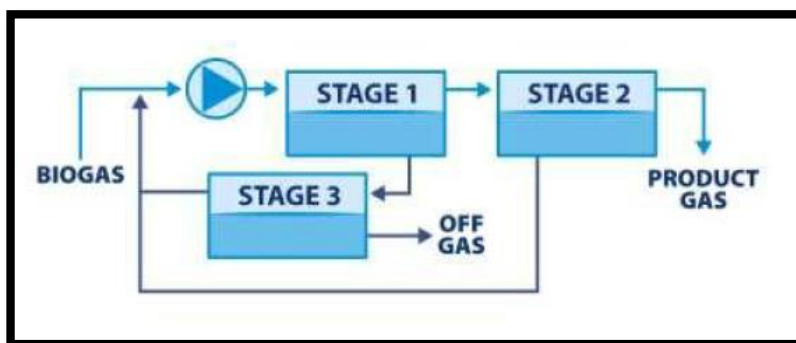 STAGE 1
STAGE 2
BIOGAS
STAGE 3
PRODUCT
GAS
OFF
GAS